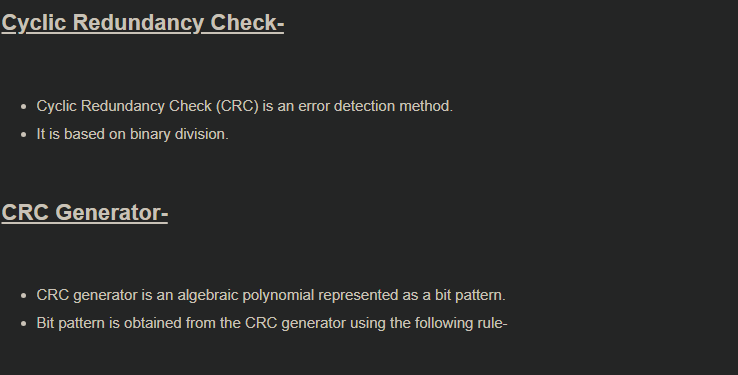 Cyclic Redundancy Check-
Cyclic Redundancy Check (CRC) is an error detection method.
It is based on binary division.
CRC Generator-
CRC generator is an algebraic polynomial represented as a bit pattern.
Bit pattern is obtained from the CRC generator using the following rule-